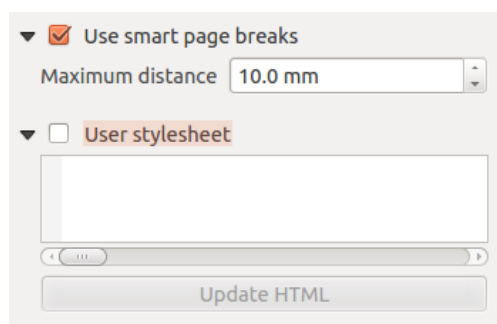 Use smart page breaks
Maximum distance 10.0 mm
User stylesheet
Update HTML